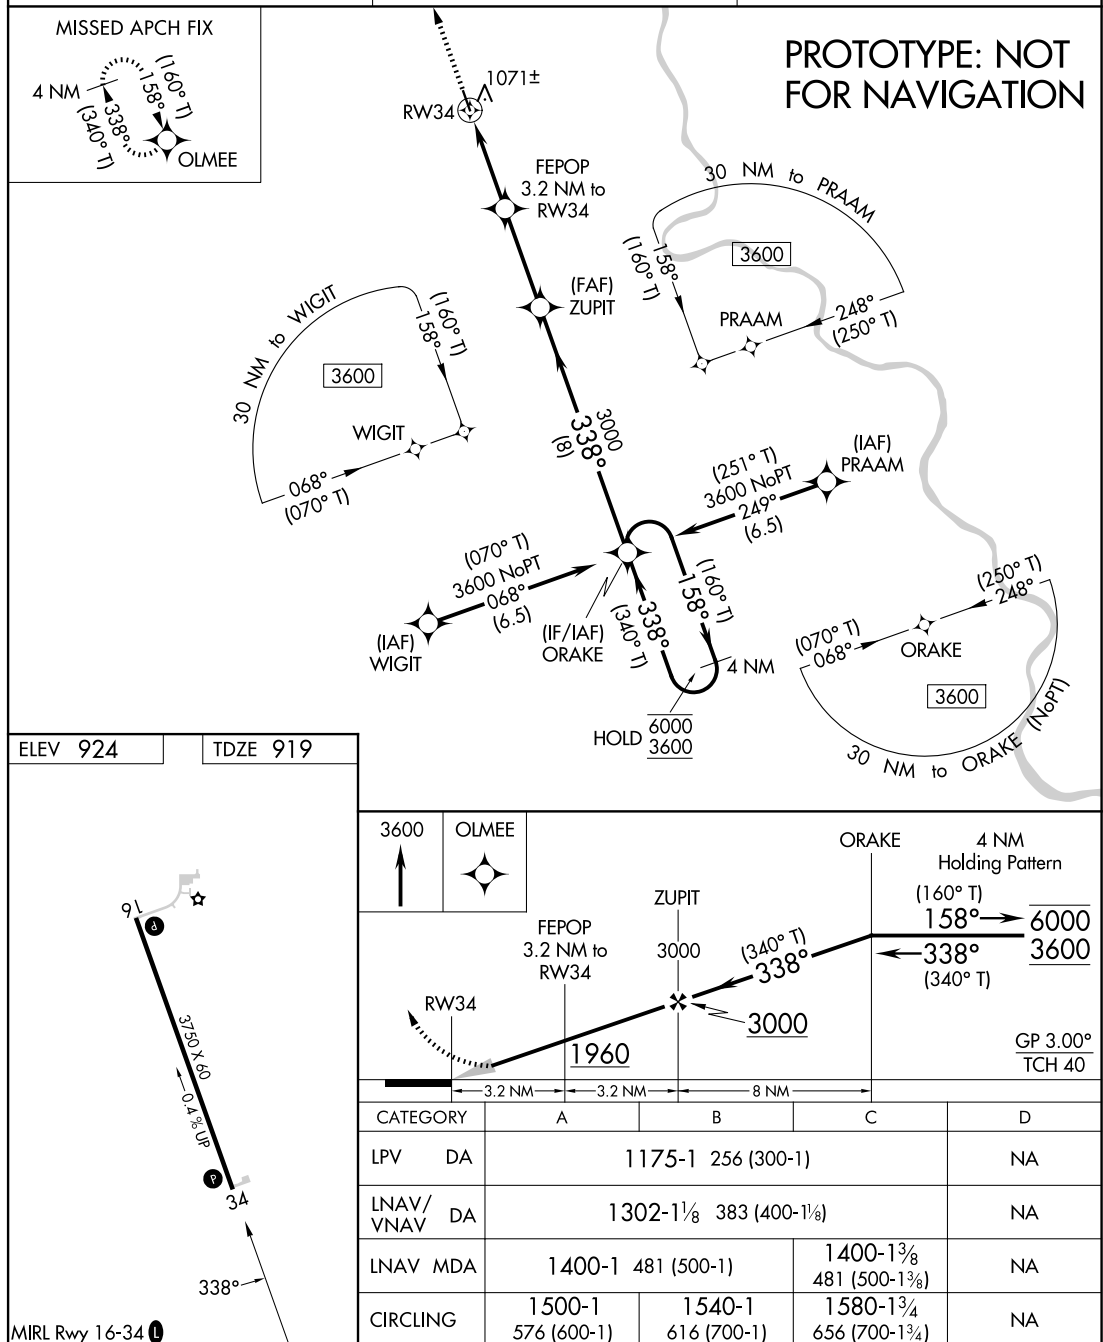 MISSED APCH FIX
4 NM
(160° T)
158°
338°
(340° T)
OLMEE
PROTOTYPE: NOT
FOR NAVIGATION
1071±
RW34
FEPOP
3.2 NM to
RW34
(FAF)
ZUPIT
30 NM to PRAAM
3600
158°
(160° T)
PRAAM
248°
(250° T)
30 NM to WIGIT
(160° T)
158°
3600
WIGIT
068°
(070° T)
3000
338°
(8)
(IAF)
PRAAM
(251° T)
3600 NoPT
249°
(6.5)
(070° T)
3600 NoPT
068°
(6.5)
(IAF)
WIGIT
(IF/IAF)
ORAKE
(160° T)
158°
338°
(340° T)
4 NM
HOLD
6000
3600
(250° T)
248°
(070° T)
068°
ORAKE
3600
30 NM to ORAKE (NoPT)
ELEV 924
TDZE 919
16
P
3750 X 60
0.4% UP
P
34
338°
MIRL Rwy 16-34 L
3600
OLMEE
ORAKE
4 NM
Holding Pattern
(160° T)
158°
6000
3600
338°
(340° T)
ZUPIT
3000
(340° T)
338°
FEPOP
3.2 NM to
RW34
RW34
3000
1960
GP 3.00°
TCH 40
3.2 NM
3.2 NM
8 NM
CATEGORY A B C D
LPV DA 1175-1 256 (300-1) NA
LNAV/
VNAV DA 1302-1⅛ 383 (400-1⅛) NA
LNAV MDA 1400-1 481 (500-1) 1400-1⅜
481 (500-1⅜) NA
CIRCLING 1500-1 1540-1 1580-1¾ NA
576 (600-1) 616 (700-1) 656 (700-1¾)